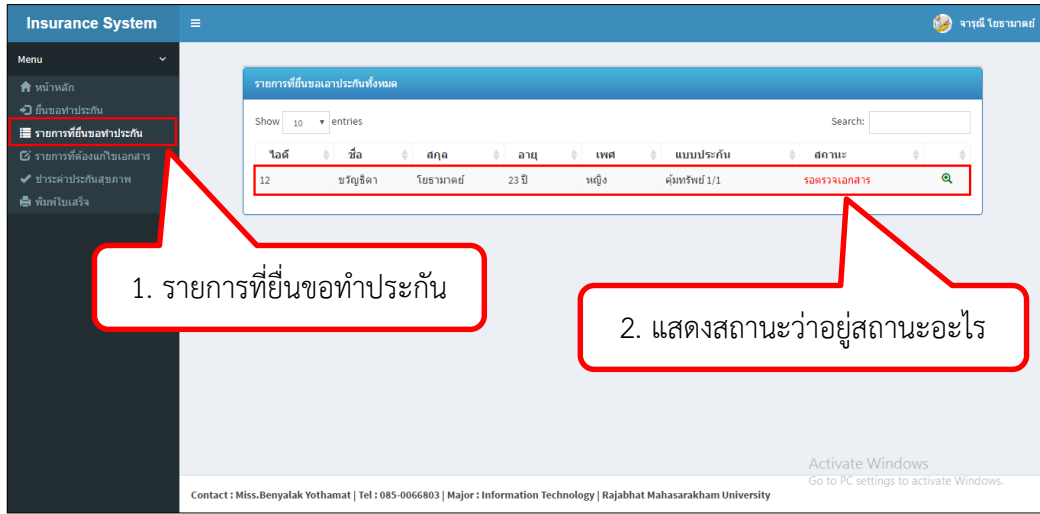 Insurance System
จารุณี โยธามาตย์
Menu
หน้าหลัก
ยื่นขอทำประกัน
รายการที่ยื่นขอทำประกัน
รายการที่ต้องแก้ไขเอกสาร
ชำระค่าประกันสุขภาพ
พิมพ์ใบเสร็จ
รายการที่ยื่นขอเอาประกันทั้งหมด
Show 10 entries Search:
ไอดี ชื่อ สกุล อายุ เพศ แบบประกัน สถานะ
12 ขวัญธิดา โยธามาตย์ 23 ปี หญิง คุ้มทรัพย์ 1/1 รอตรวจเอกสาร
1. รายการที่ยื่นขอทำประกัน
2. แสดงสถานะว่าอยู่สถานะอะไร
Activate Windows
Go to PC settings to activate Windows.
Contact : Miss.Benyalak Yothamat | Tel : 085-0066803 | Major : Information Technology | Rajabhat Mahasarakham University